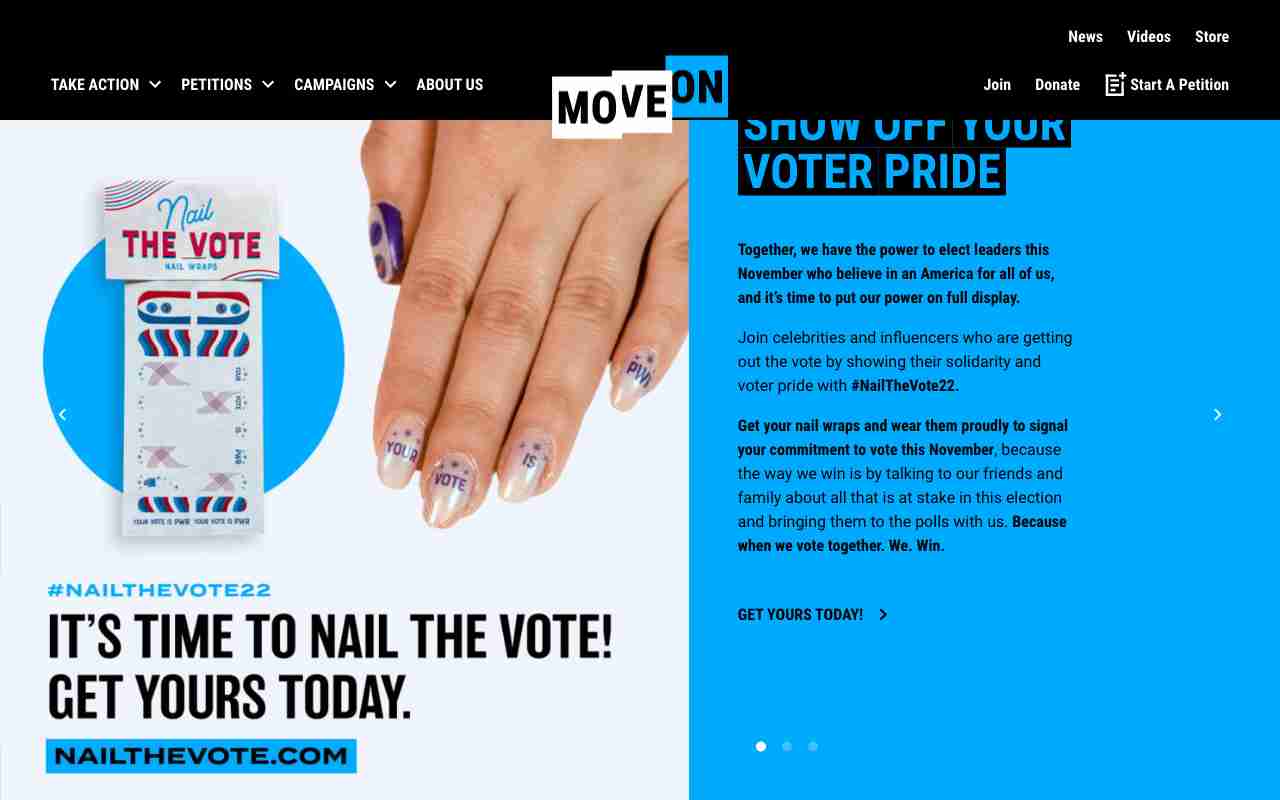 News Videos Store
TAKE ACTION PETITIONS CAMPAIGNS ABOUT US
MOVEON
Join Donate Start A Petition
Nail
THE VOTE
NAIL WRAPS
YOUR
VOTE
IS
PWR
YOUR VOTE IS PWR YOUR VOTE IS PWR
YOUR
VOTE
IS
PWR
#NAILTHEVOTE22
IT'S TIME TO NAIL THE VOTE!
GET YOURS TODAY.
NAILTHEVOTE.COM
SHOW OFF YOUR
VOTER PRIDE
Together, we have the power to elect leaders this
November who believe in an America for all of us,
and it's time to put our power on full display.
Join celebrities and influencers who are getting
out the vote by showing their solidarity and
voter pride with #NailTheVote22.
Get your nail wraps and wear them proudly to signal
your commitment to vote this November, because
the way we win is by talking to our friends and
family about all that is at stake in this election
and bringing them to the polls with us. Because
when we vote together. We. Win.
GET YOURS TODAY!